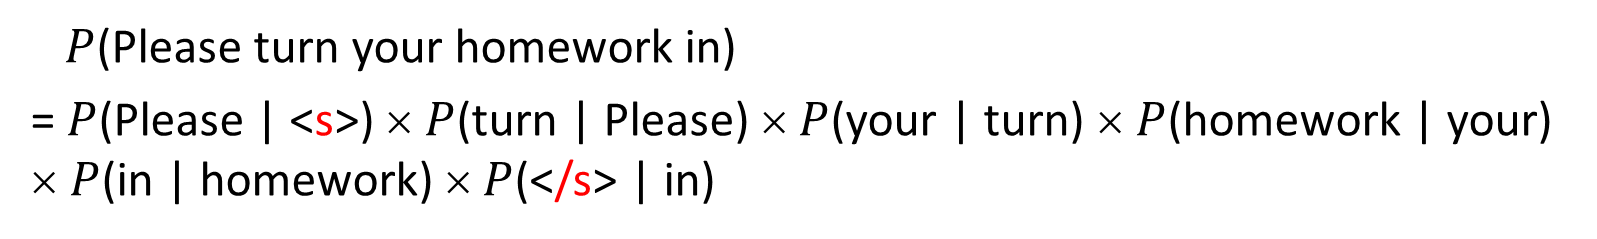 P(Please turn your homework in)
= P(Please | <s>) × P(turn | Please) × P(your | turn) × P(homework | your)
× P(in | homework) × P(</s> | in)